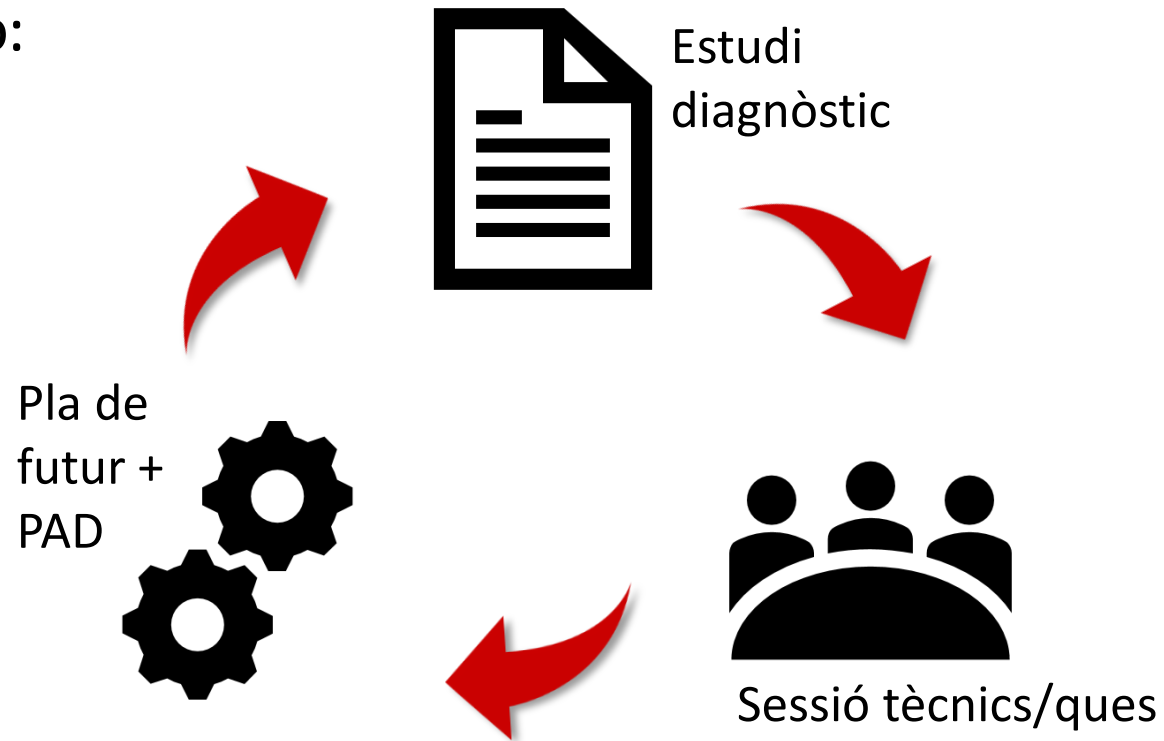 o:
Estudi
diagnòstic
Pla de
futur +
PAD
Sessió tècnics/ques